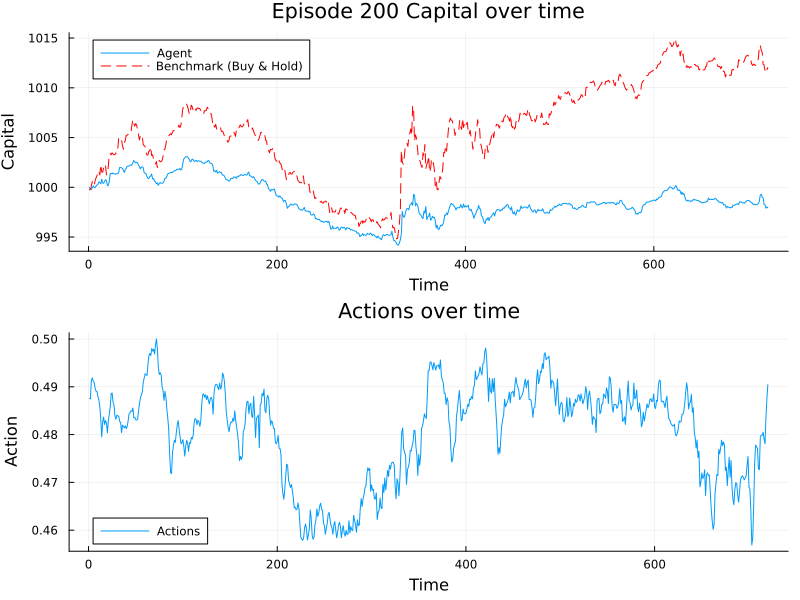 Episode 200 Capital over time
1015
1010
1005
1000
995
Capital
Agent
Benchmark (Buy & Hold)
0
200
400
600
Time
Actions over time
0.50
0.49
0.48
0.47
0.46
Action
Actions
0
200
400
600
Time